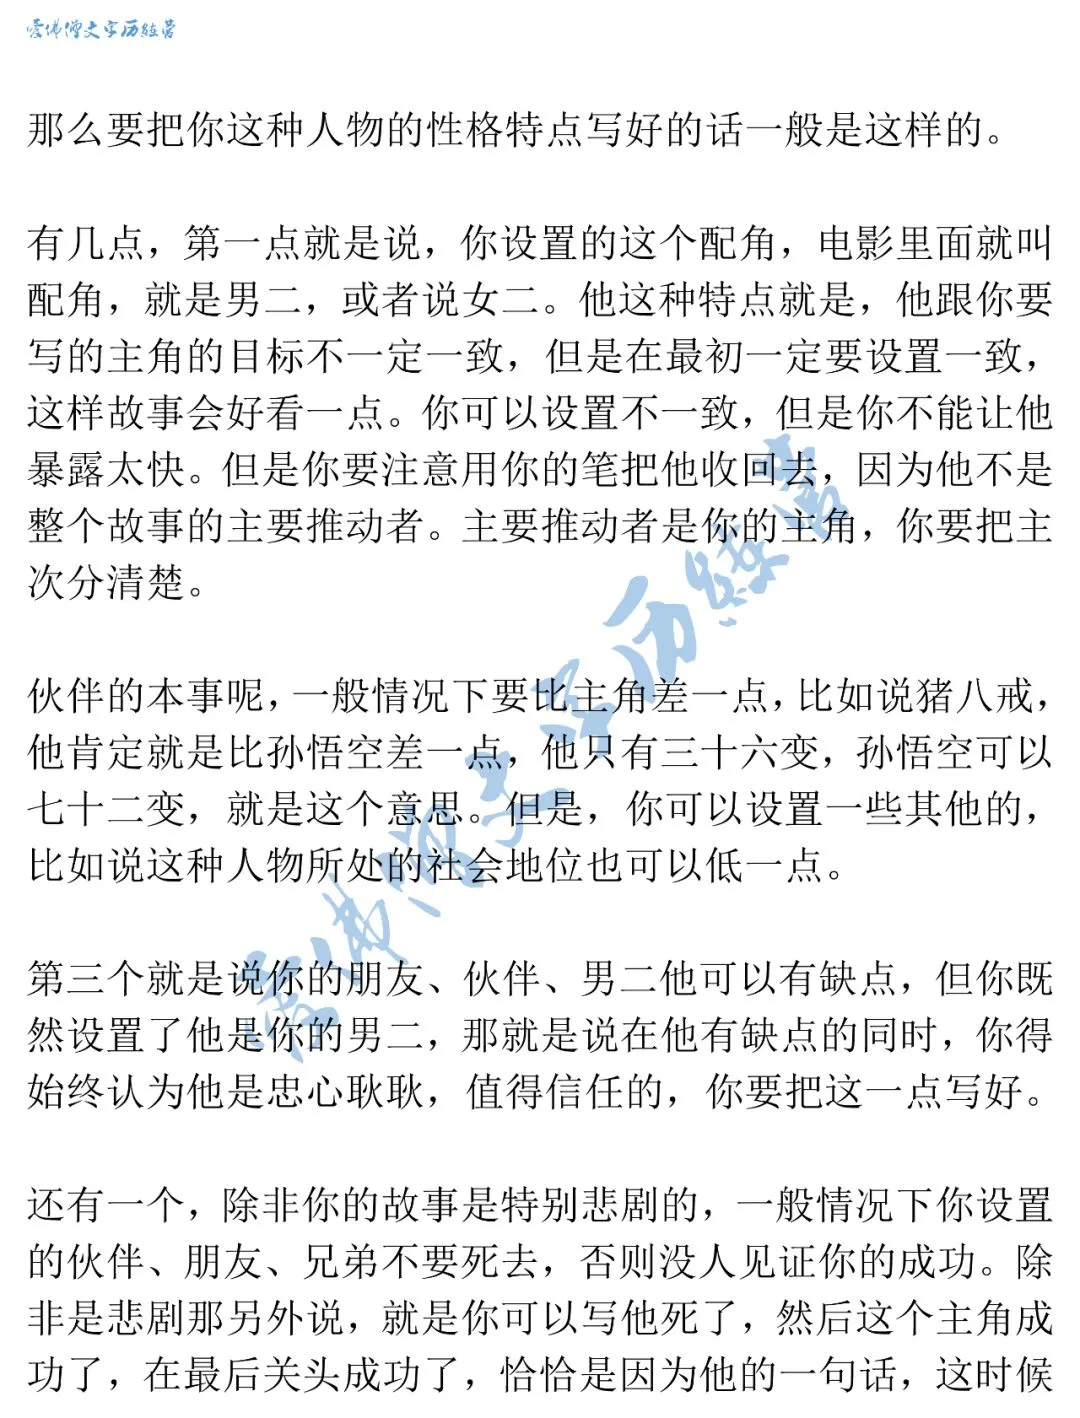 爱佛僧文字历练营
那么要把你这种人物的性格特点写好的话一般是这样的。
有几点，第一点就是说，你设置的这个配角，电影里面就叫
配角，就是男二，或者说女二。他这种特点就是，他跟你要
写的主角的目标不一定一致，但是在最初一定要设置一致，
这样故事会好看一点。你可以设置不一致，但是你不能让他
暴露太快。但是你要注意用你的笔把他收回去，因为他不是
整个故事的主要推动者。主要推动者是你的主角，你要把主
次分清楚。
伙伴的本事呢，一般情况下要比主角差一点，比如说猪八戒，
他肯定就是比孙悟空差一点，他只有三十六变，孙悟空可以
七十二变，就是这个意思。但是，你可以设置一些其他的，
比如说这种人物所处的社会地位也可以低一点。
第三个就是说你的朋友、伙伴、男二他可以有缺点，但你既
然设置了他是你的男二，那就是说在他有缺点的同时，你得
始终认为他是忠心耿耿，值得信任的，你要把这一点写好。
还有一个，除非你的故事是特别悲剧的，一般情况下你设置
的伙伴、朋友、兄弟不要死去，否则没人见证你的成功。除
非是悲剧那另外说，就是你可以写他死了，然后这个主角成
功了，在最后关头成功了，恰恰是因为他的一句话，这时候